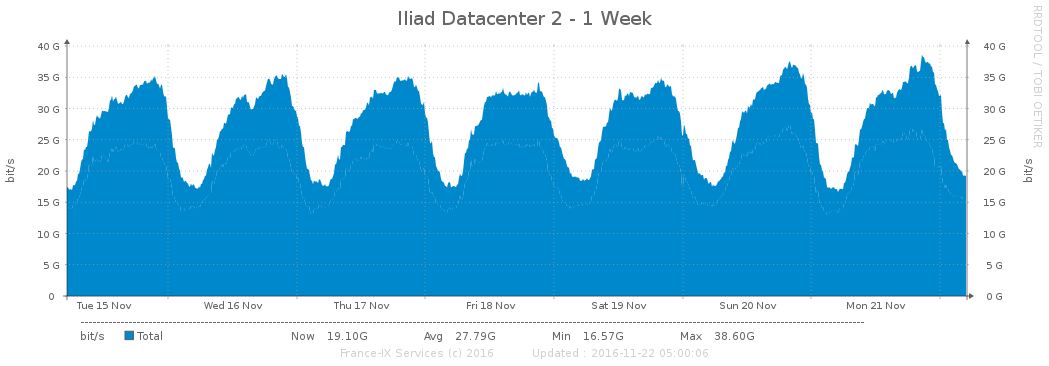 Iliad Datacenter 2 - 1 Week
RRDTOOL / TOBI OETIKER
bit/s
40 G 40 G
35 G 35 G
30 G 30 G
25 G 25 G
20 G 20 G
15 G 15 G
10 G 10 G
5 G 5 G
0 0 G
bit/s
Tue 15 Nov Wed 16 Nov Thu 17 Nov Fri 18 Nov Sat 19 Nov Sun 20 Nov Mon 21 Nov
bit/s Total Now 19.10G Avg 27.79G Min 16.57G Max 38.60G
France-IX Services (c) 2016 Updated : 2016-11-22 05:00:06